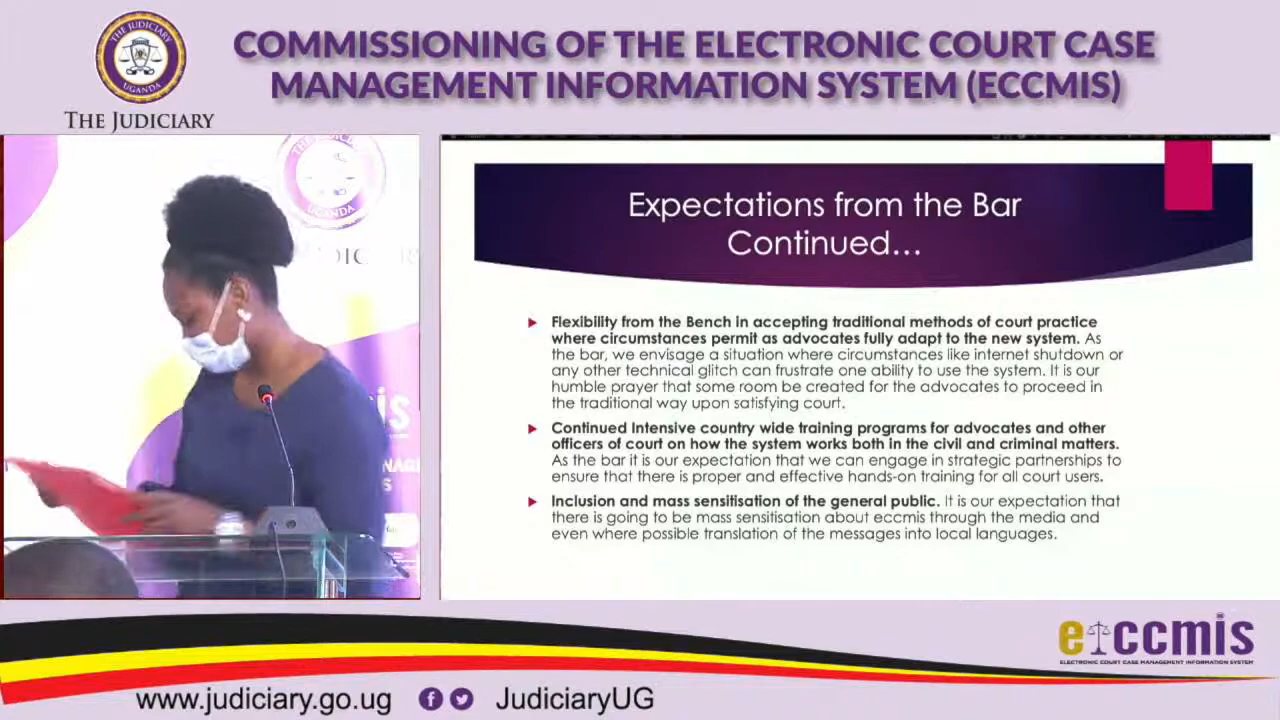 COMMISSIONING OF THE ELECTRONIC COURT CASE
MANAGEMENT INFORMATION SYSTEM (ECCMIS)
THE JUDICIARY
UGANDA
THE JUDICIARY
UGANDA
Expectations from the Bar
Continued…
Flexibility from the Bench in accepting traditional methods of court practice
where circumstances permit as advocates fully adapt to the new system. As
the bar, we envisage a situation where circumstances like internet shutdown or
any other technical glitch can frustrate one ability to use the system. It is our
humble prayer that some room be created for the advocates to proceed in
the traditional way upon satisfying court.
Continued Intensive country wide training programs for advocates and other
officers of court on how the system works both in the civil and criminal matters.
As the bar it is our expectation that we can engage in strategic partnerships to
ensure that there is proper and effective hands-on training for all court users.
Inclusion and mass sensitisation of the general public. It is our expectation that
there is going to be mass sensitisation about eccmis through the media and
even where possible translation of the messages into local languages.
eccmis
ELECTRONIC COURT CASE MANAGEMENT INFORMATION SYSTEM
www.judiciary.go.ug
JudiciaryUG